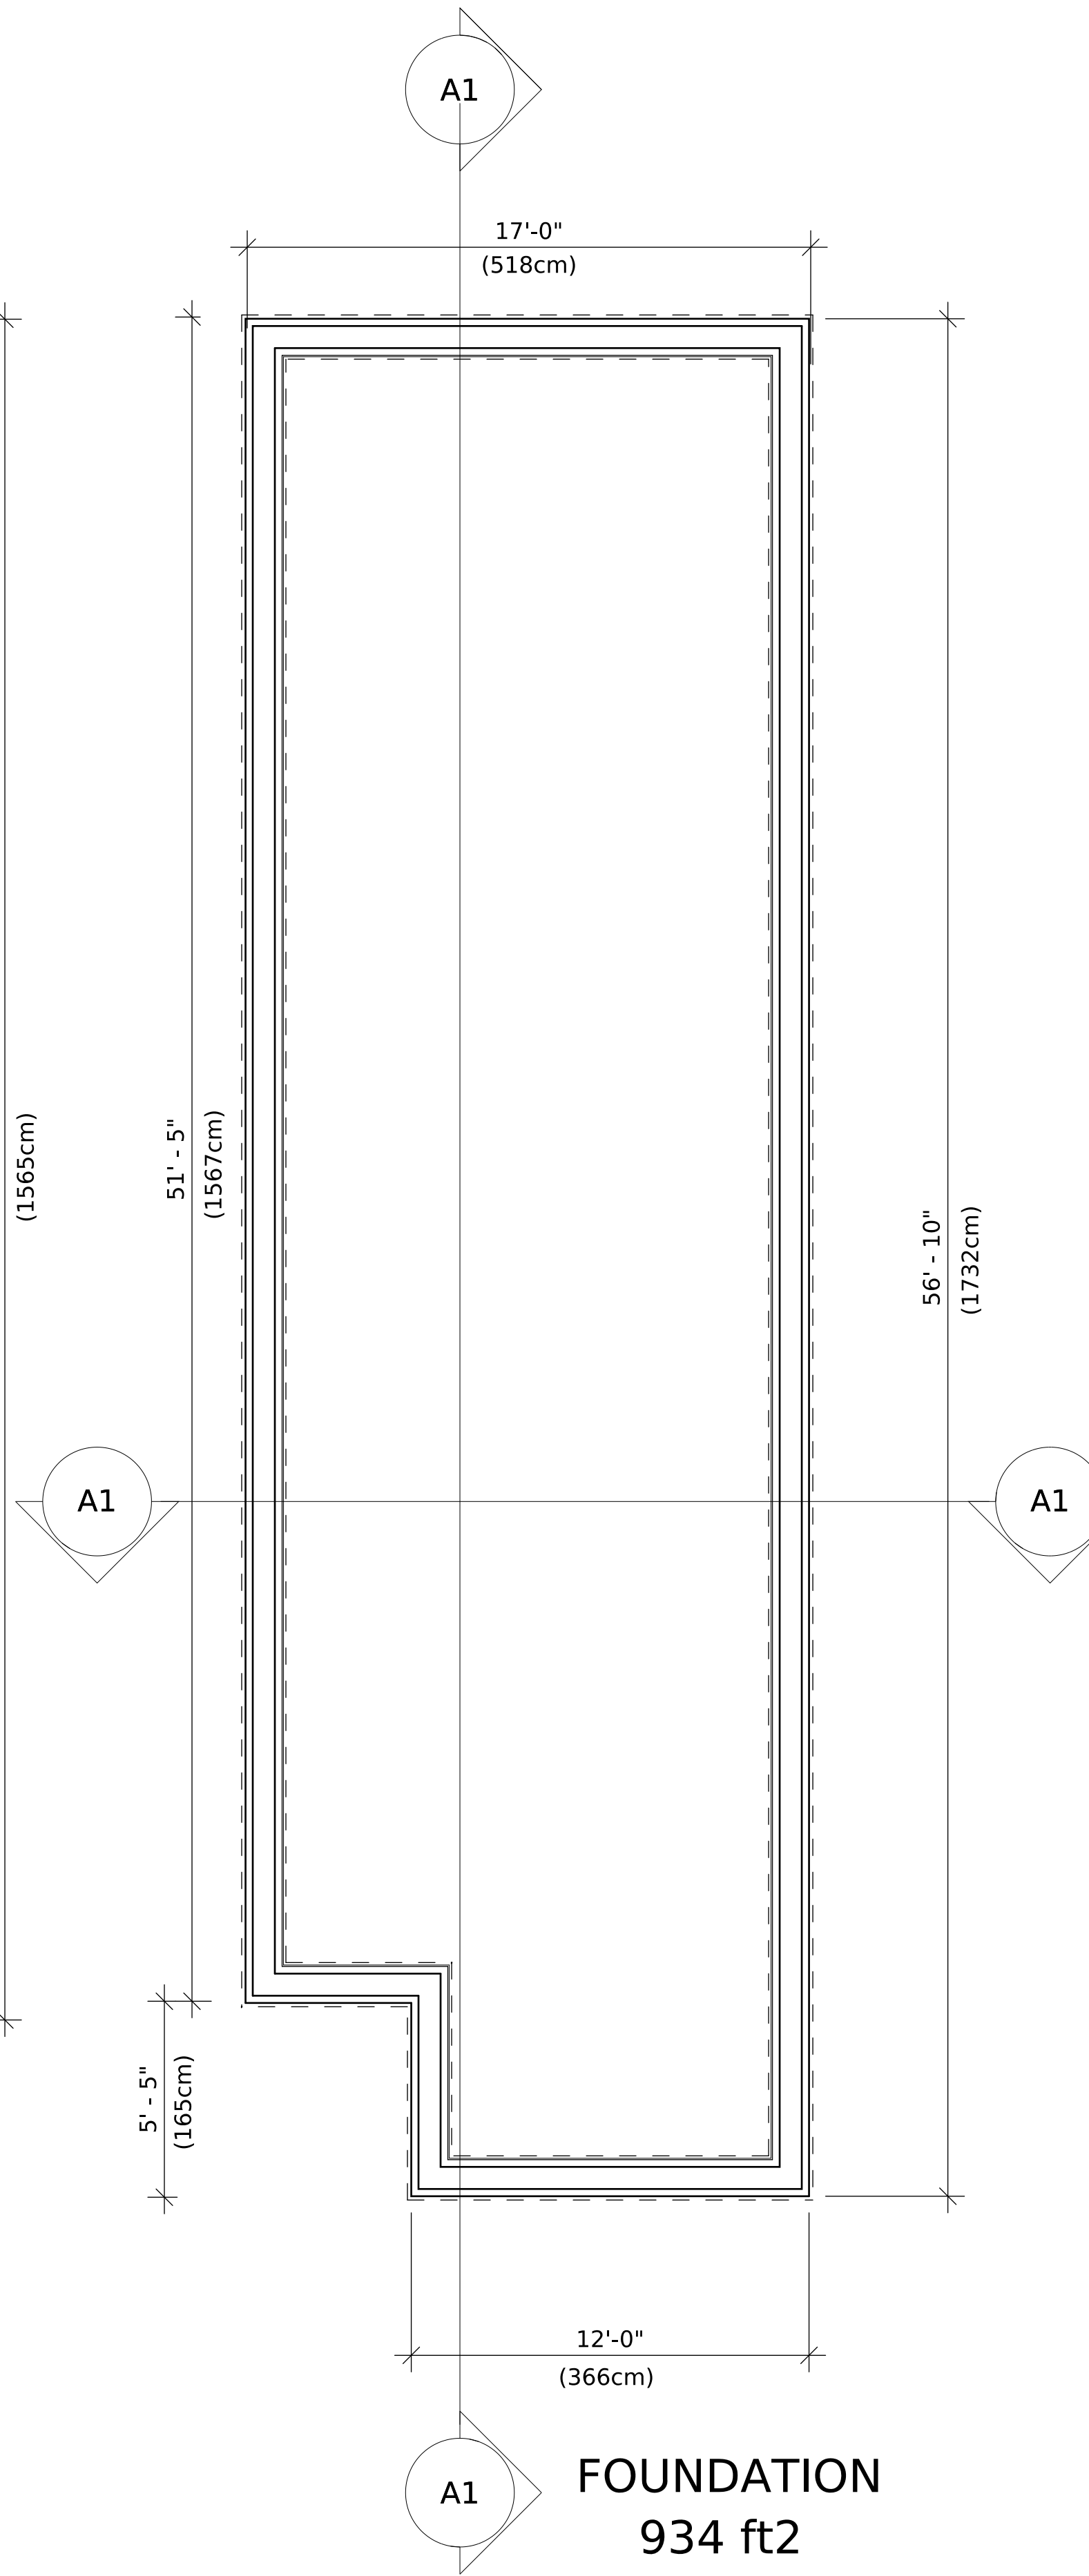 A1
17'-0"
(518cm)
(1565cm)
51' - 5"
(1567cm)
56' - 10"
(1732cm)
A1
A1
5' - 5"
(165cm)
12'-0"
(366cm)
A1
FOUNDATION
934 ft2